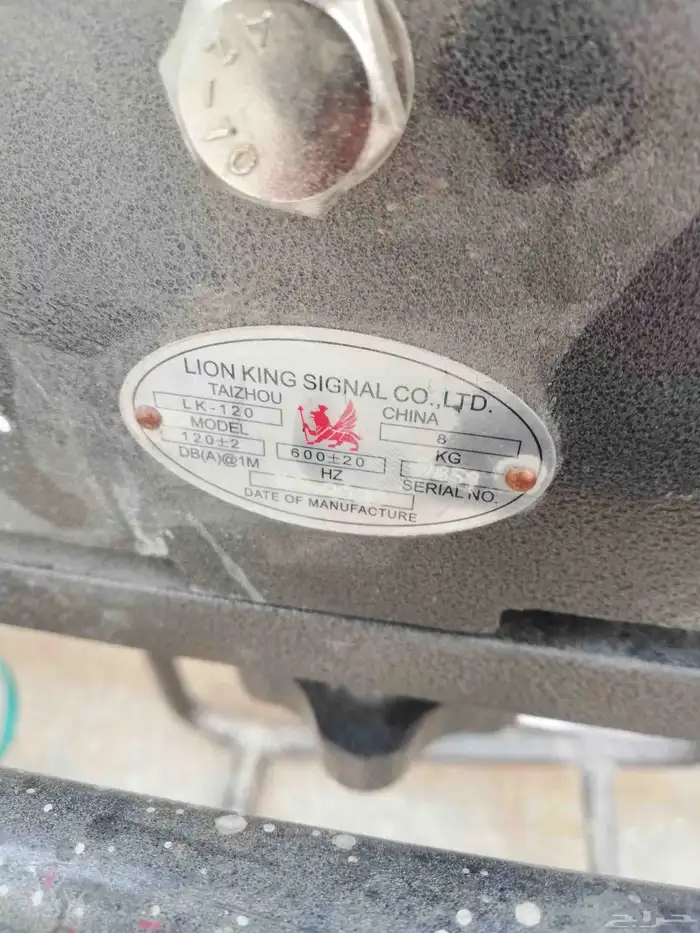 LION KING SIGNAL CO.,LTD.
TAIZHOU CHINA
LK-120 8
MODEL KG
120±2 600±20
DB(A)@1M HZ SERIAL NO.
DATE OF MANUFACTURE
حراج